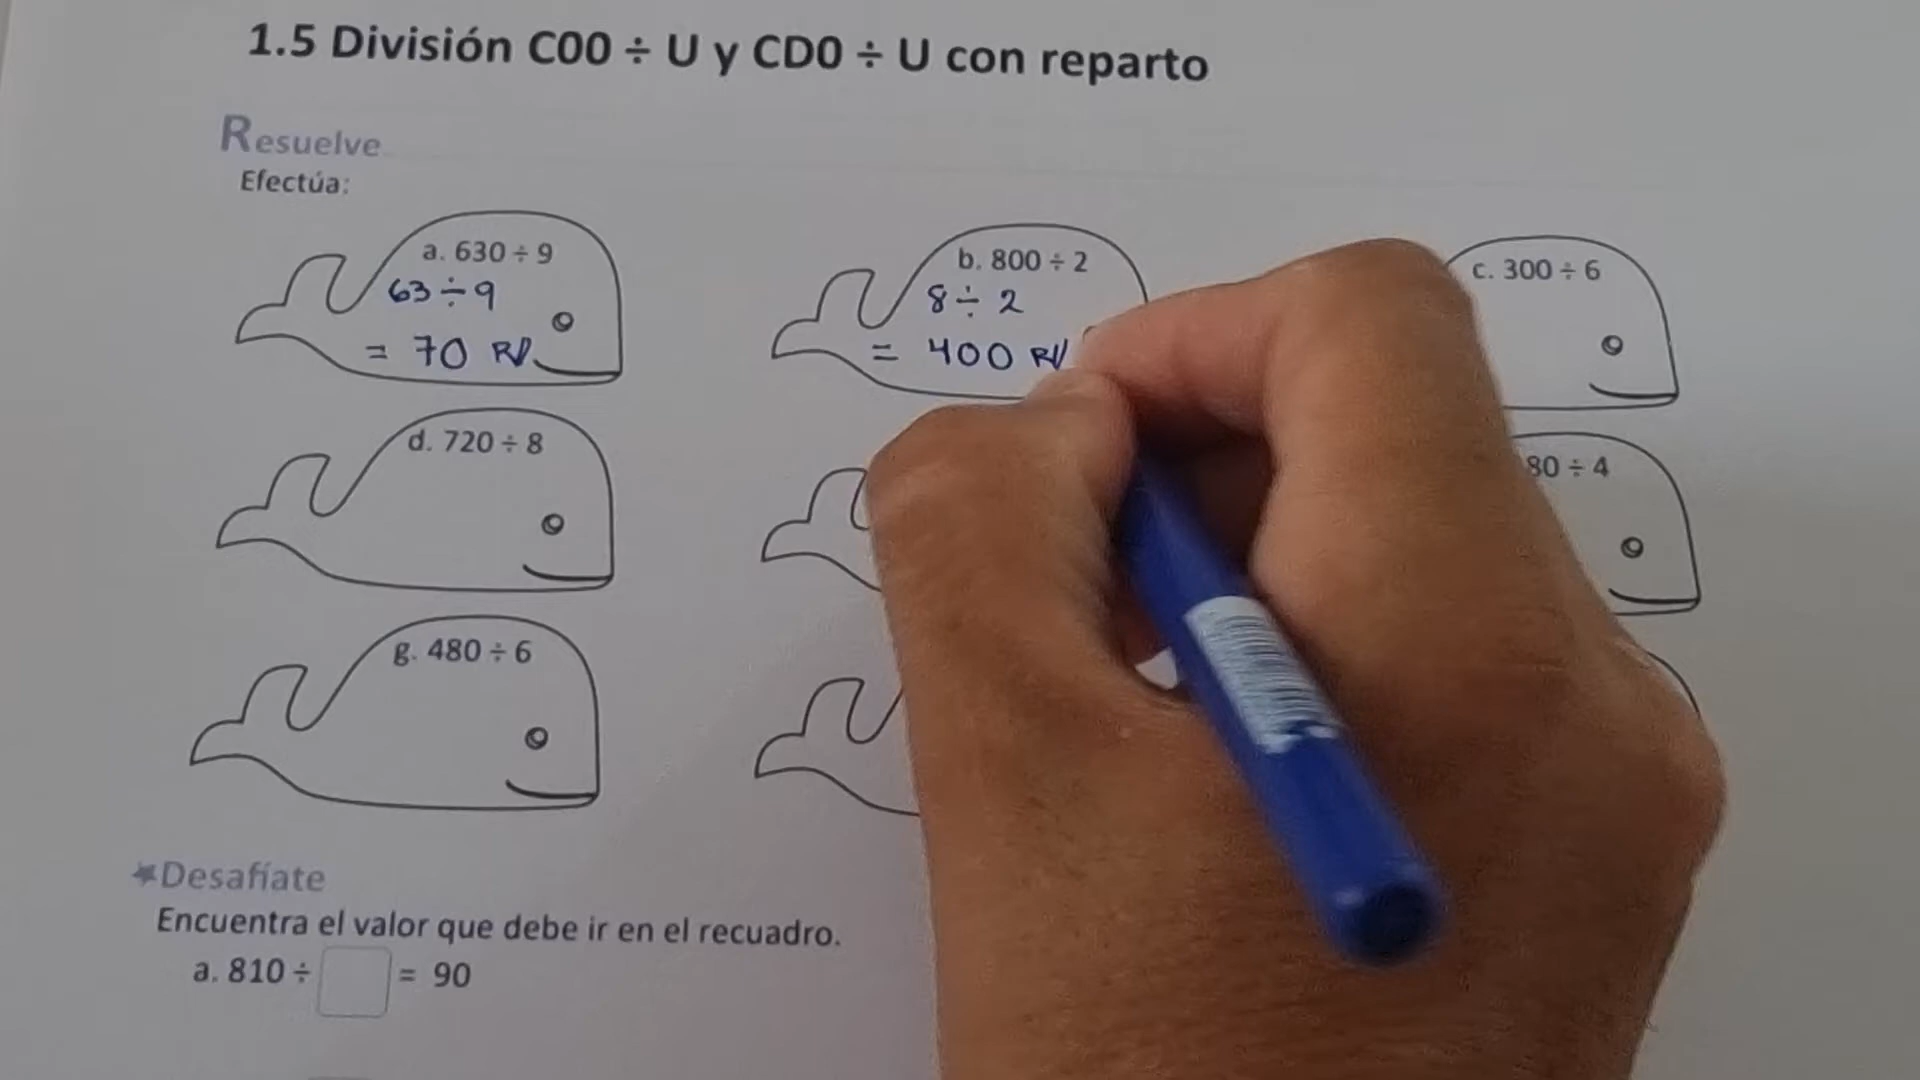 1.5 División C00 ÷ U y CD0 ÷ U con reparto
Resuelve
Efectúa:
a. 630 ÷ 9
63 ÷ 9
= 70 R//
b. 800 ÷ 2
8 ÷ 2
= 400 R//
c. 300 ÷ 6
d. 720 ÷ 8
80 ÷ 4
g. 480 ÷ 6
*Desafíate
Encuentra el valor que debe ir en el recuadro.
a. 810 ÷ = 90